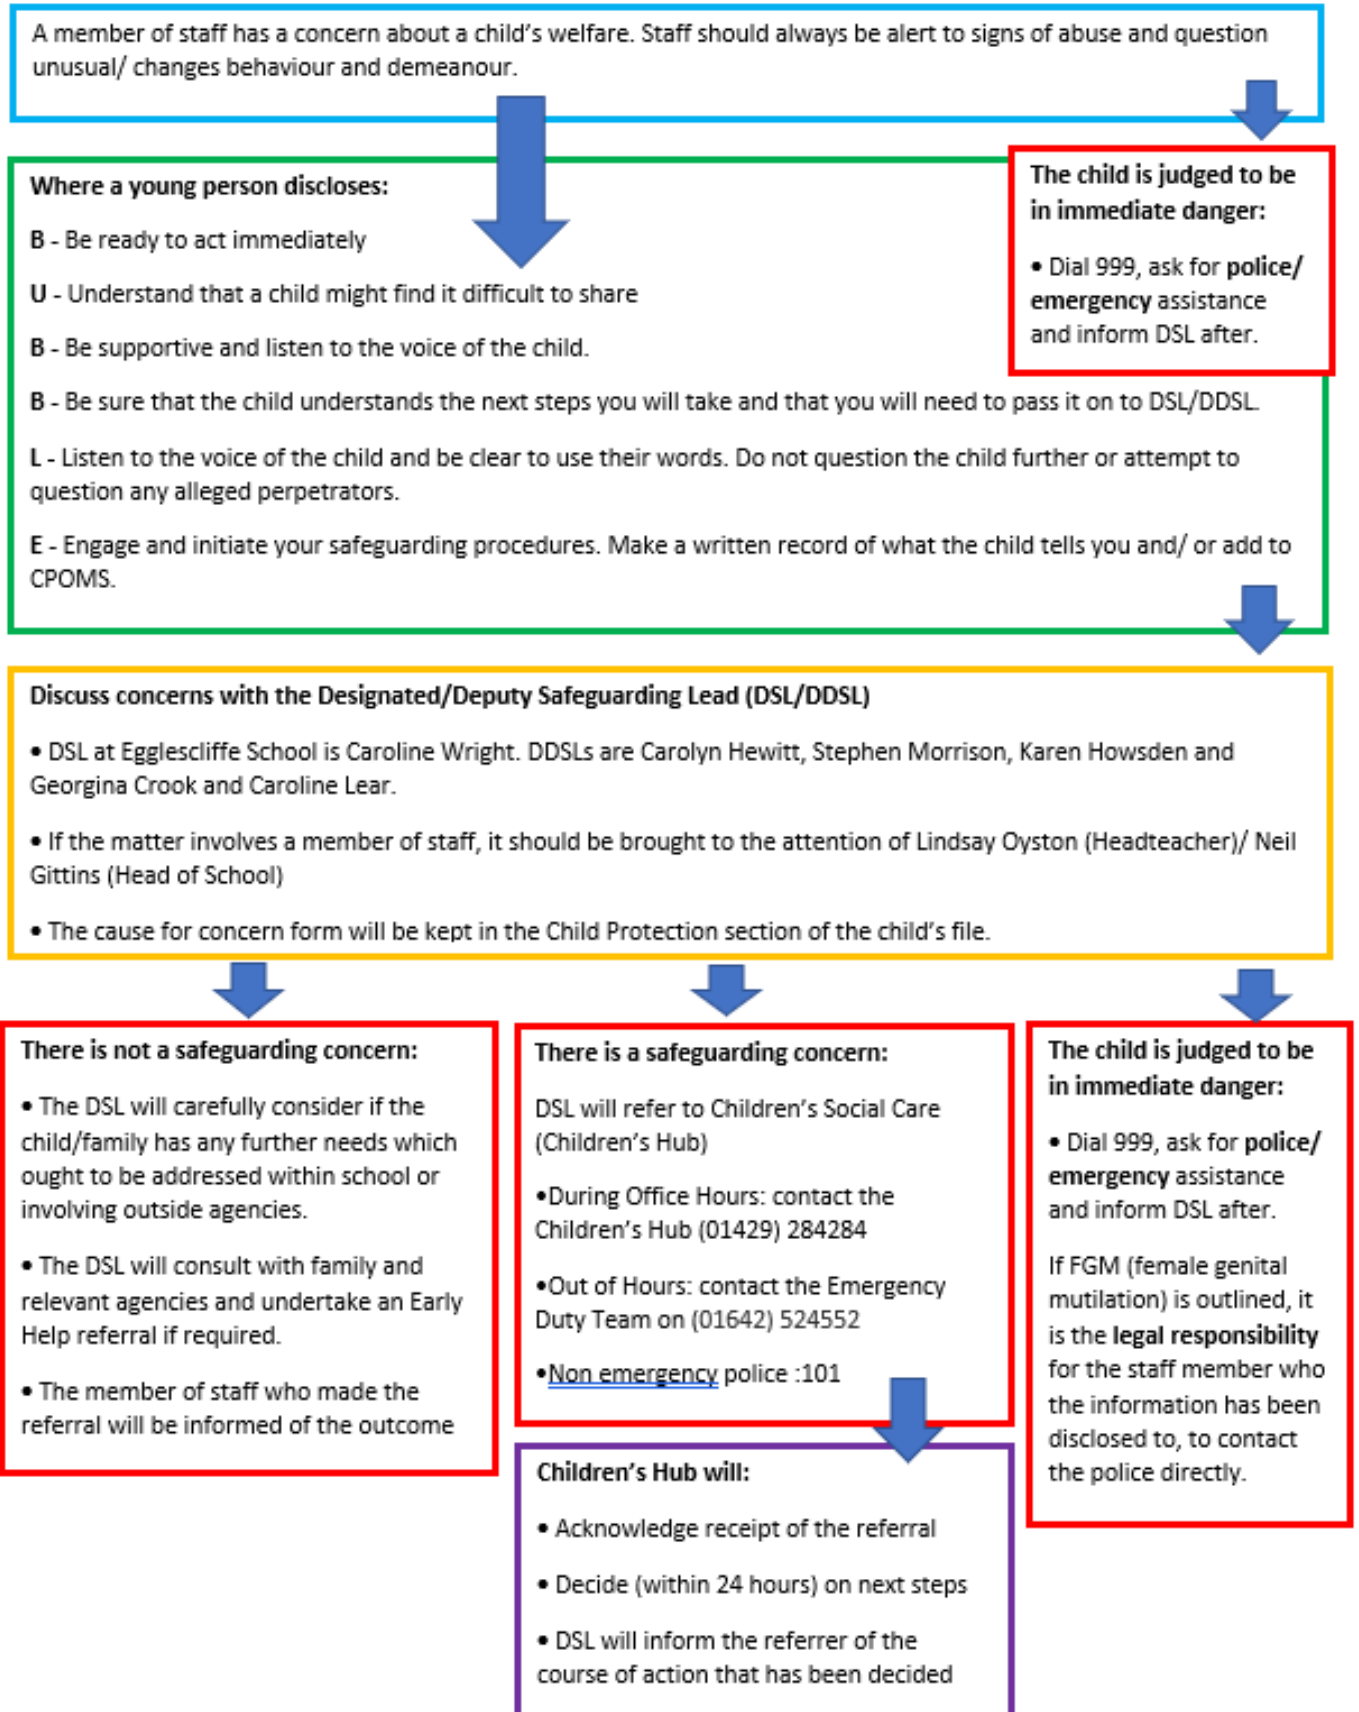 A member of staff has a concern about a child's welfare. Staff should always be alert to signs of abuse and question
unusual/ changes behaviour and demeanour.
Where a young person discloses:
B - Be ready to act immediately
U - Understand that a child might find it difficult to share
B - Be supportive and listen to the voice of the child.
B - Be sure that the child understands the next steps you will take and that you will need to pass it on to DSL/DDSL.
L - Listen to the voice of the child and be clear to use their words. Do not question the child further or attempt to
question any alleged perpetrators.
E - Engage and initiate your safeguarding procedures. Make a written record of what the child tells you and/ or add to
CPOMS.
The child is judged to be
in immediate danger:
• Dial 999, ask for police/
emergency assistance
and inform DSL after.
Discuss concerns with the Designated/Deputy Safeguarding Lead (DSL/DDSL)
• DSL at Egglescliffe School is Caroline Wright. DDSLs are Carolyn Hewitt, Stephen Morrison, Karen Howsden and
Georgina Crook and Caroline Lear.
• If the matter involves a member of staff, it should be brought to the attention of Lindsay Oyston (Headteacher)/ Neil
Gittins (Head of School)
• The cause for concern form will be kept in the Child Protection section of the child's file.
There is not a safeguarding concern:
• The DSL will carefully consider if the
child/family has any further needs which
ought to be addressed within school or
involving outside agencies.
• The DSL will consult with family and
relevant agencies and undertake an Early
Help referral if required.
• The member of staff who made the
referral will be informed of the outcome
There is a safeguarding concern:
DSL will refer to Children's Social Care
(Children's Hub)
•During Office Hours: contact the
Children's Hub (01429) 284284
•Out of Hours: contact the Emergency
Duty Team on (01642) 524552
•Non emergency police :101
Children's Hub will:
• Acknowledge receipt of the referral
• Decide (within 24 hours) on next steps
• DSL will inform the referrer of the
course of action that has been decided
The child is judged to be
in immediate danger:
• Dial 999, ask for police/
emergency assistance
and inform DSL after.
If FGM (female genital
mutilation) is outlined, it
is the legal responsibility
for the staff member who
the information has been
disclosed to, to contact
the police directly.